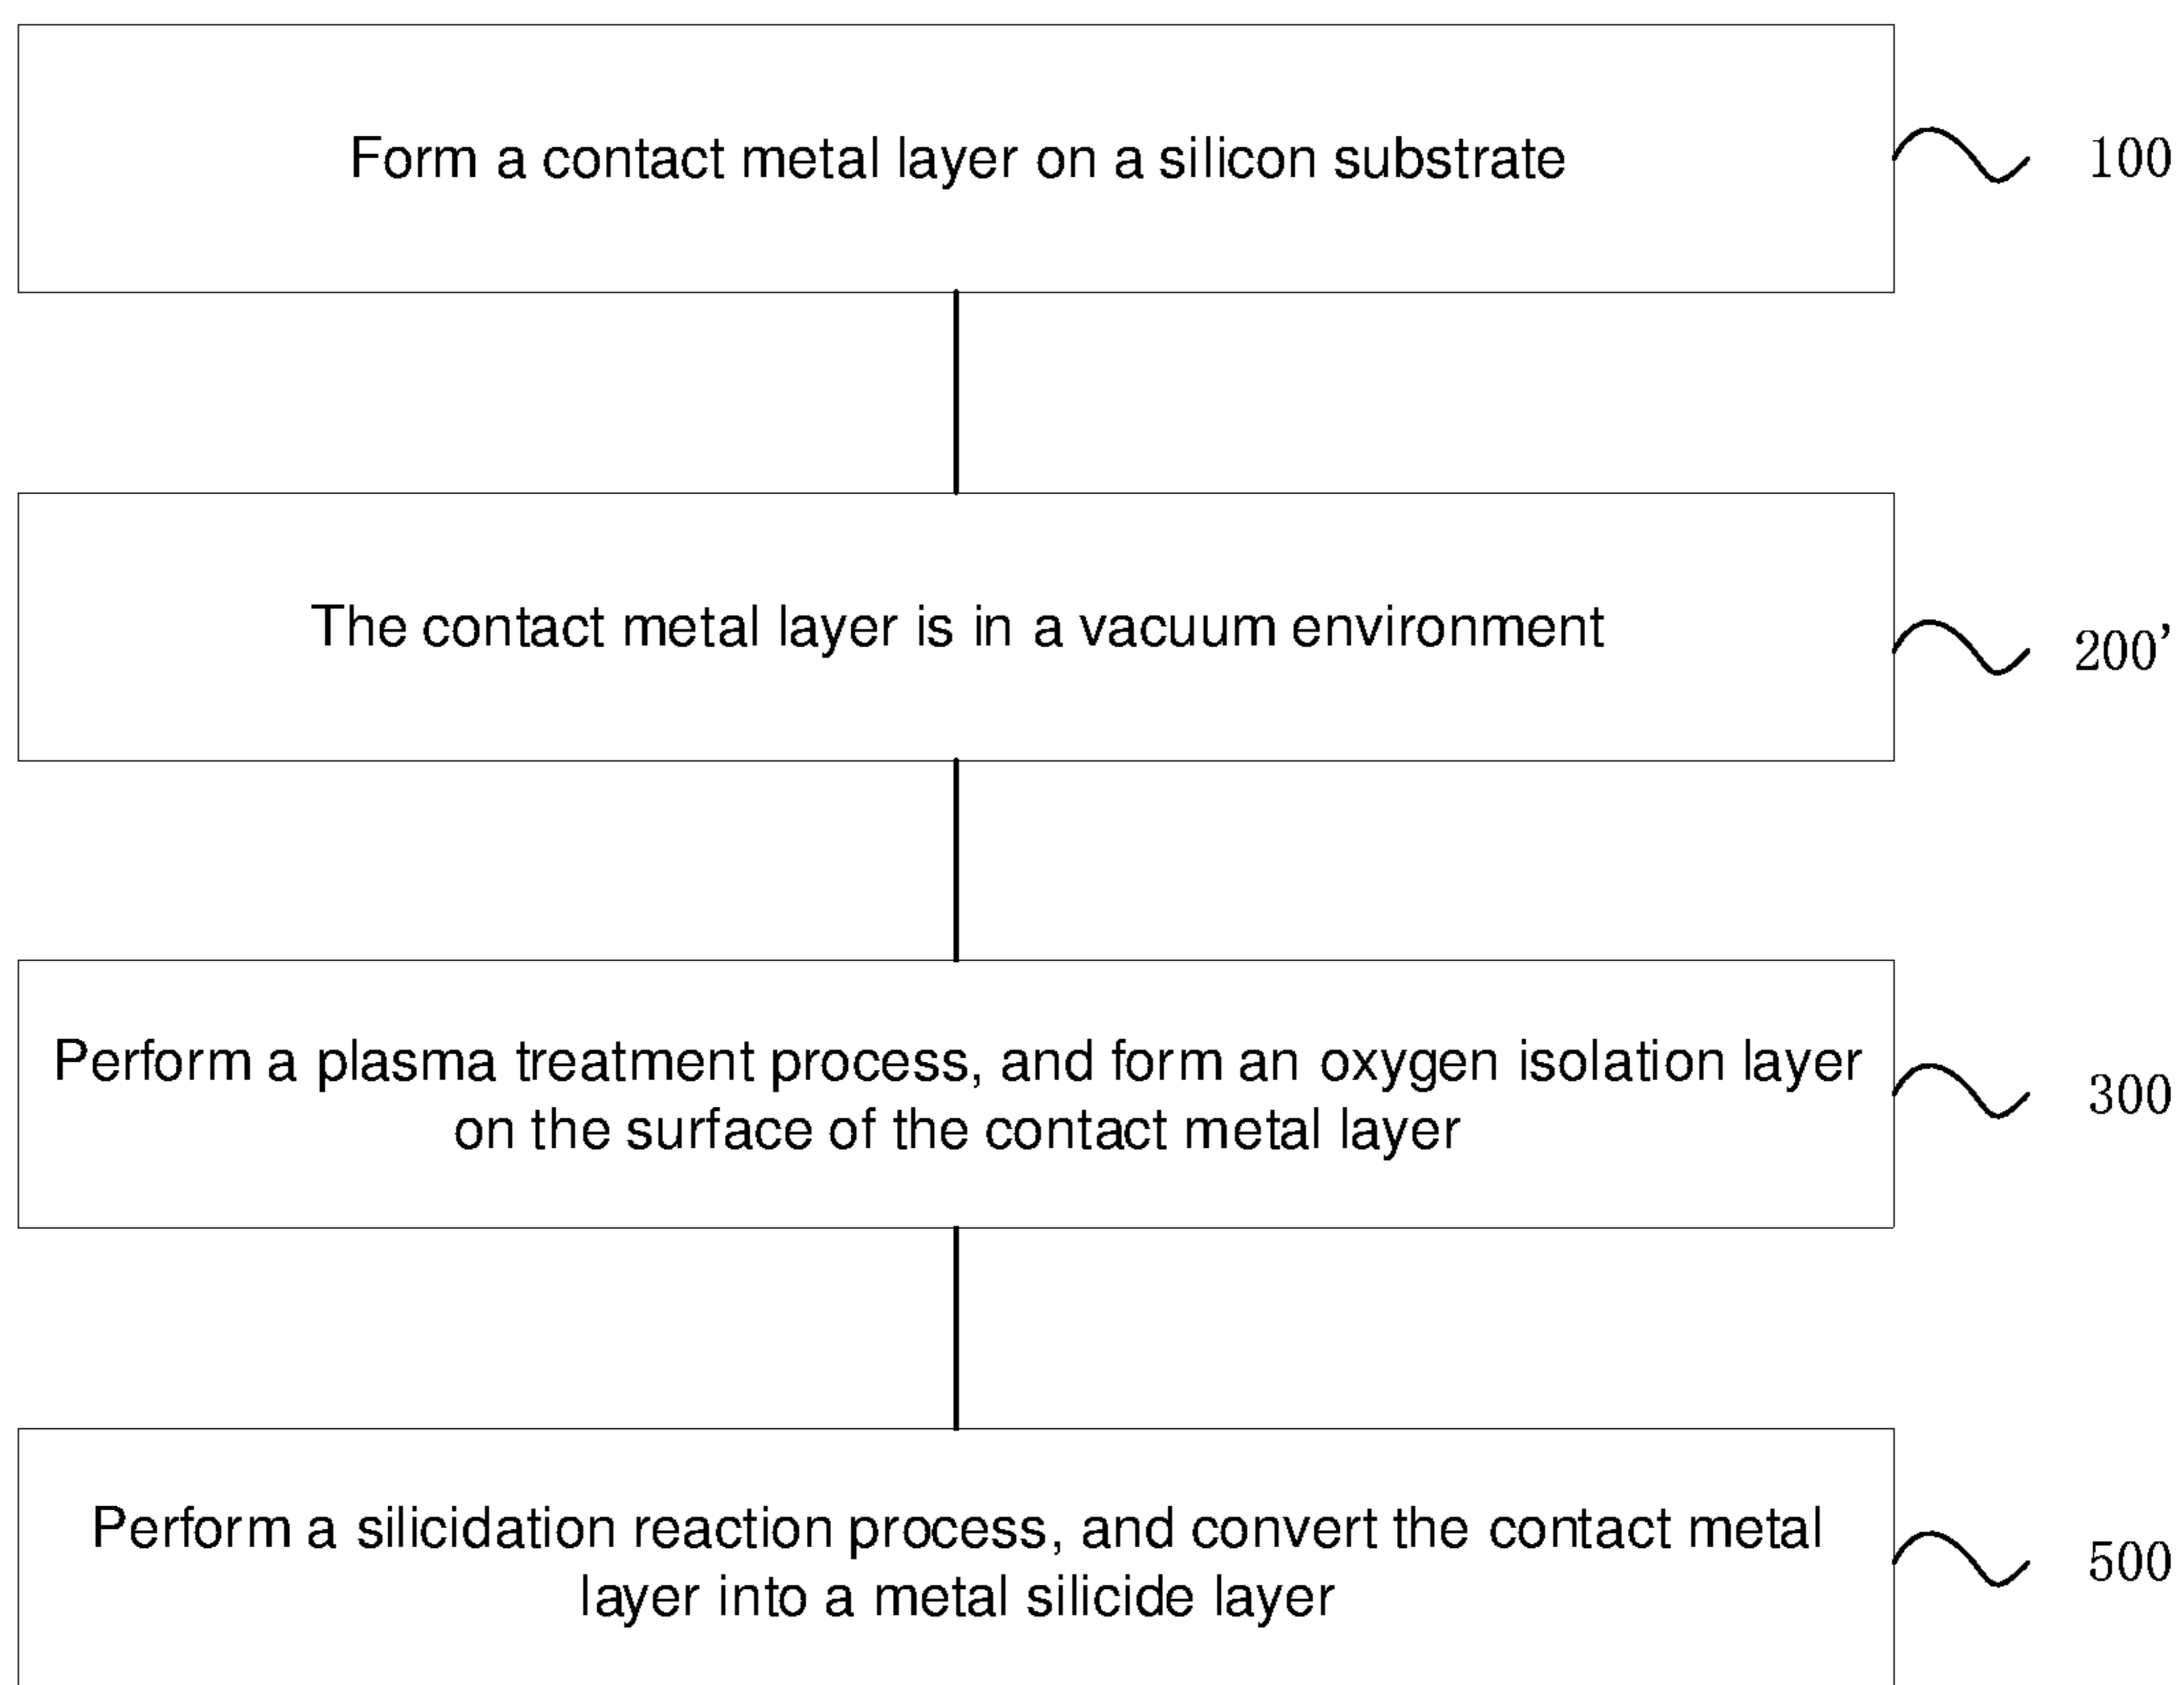 Form a contact metal layer on a silicon substrate
100
The contact metal layer is in a vacuum environment
200’
Perform a plasma treatment process, and form an oxygen isolation layer
on the surface of the contact metal layer
300
Perform a silicidation reaction process, and convert the contact metal
layer into a metal silicide layer
500